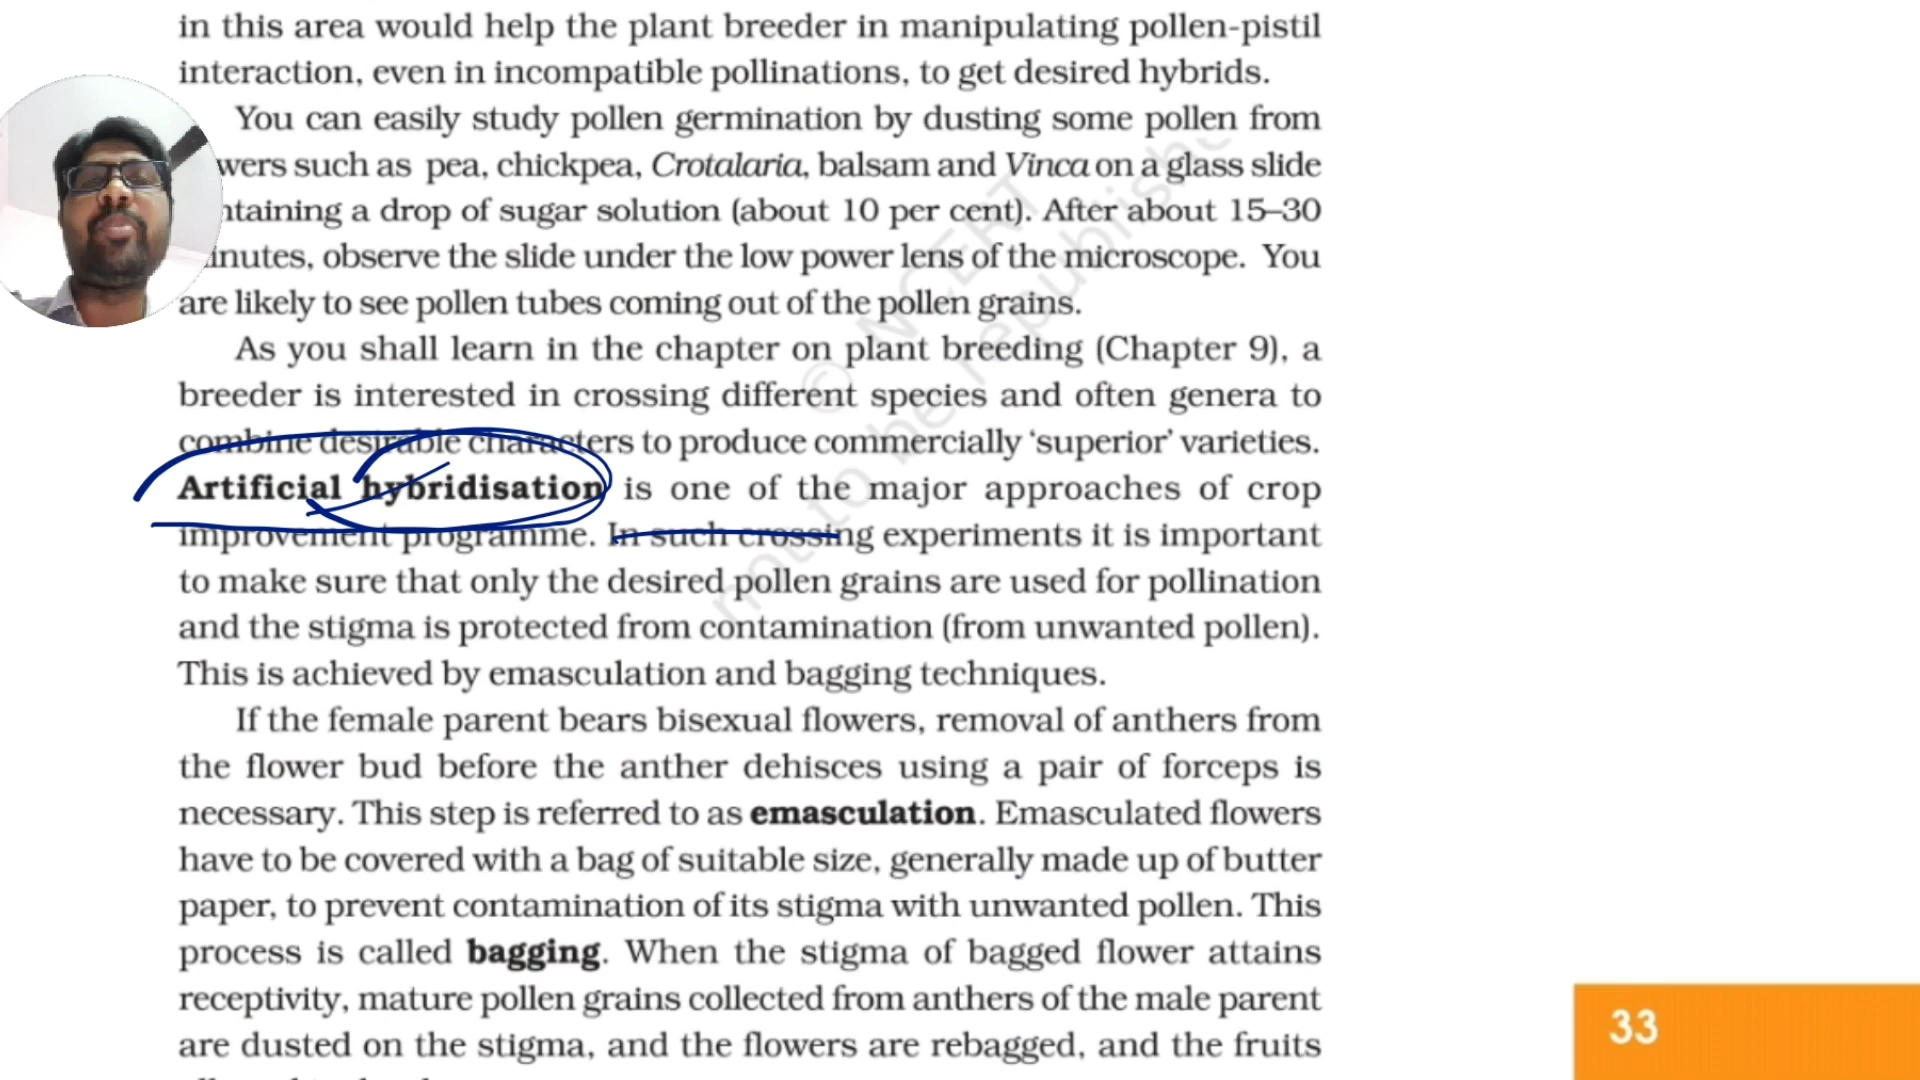 in this area would help the plant breeder in manipulating pollen-pistil
interaction, even in incompatible pollinations, to get desired hybrids.
You can easily study pollen germination by dusting some pollen from
wers such as pea, chickpea, Crotalaria, balsam and Vinca on a glass slide
ntaining a drop of sugar solution (about 10 per cent). After about 15–30
inutes, observe the slide under the low power lens of the microscope. You
are likely to see pollen tubes coming out of the pollen grains.
As you shall learn in the chapter on plant breeding (Chapter 9), a
breeder is interested in crossing different species and often genera to
combine desirable characters to produce commercially ‘superior’ varieties.
Artificial hybridisation is one of the major approaches of crop
improvement programme. In such crossing experiments it is important
to make sure that only the desired pollen grains are used for pollination
and the stigma is protected from contamination (from unwanted pollen).
This is achieved by emasculation and bagging techniques.
If the female parent bears bisexual flowers, removal of anthers from
the flower bud before the anther dehisces using a pair of forceps is
necessary. This step is referred to as emasculation. Emasculated flowers
have to be covered with a bag of suitable size, generally made up of butter
paper, to prevent contamination of its stigma with unwanted pollen. This
process is called bagging. When the stigma of bagged flower attains
receptivity, mature pollen grains collected from anthers of the male parent
are dusted on the stigma, and the flowers are rebagged, and the fruits
33
© NCERT
not to be republishe